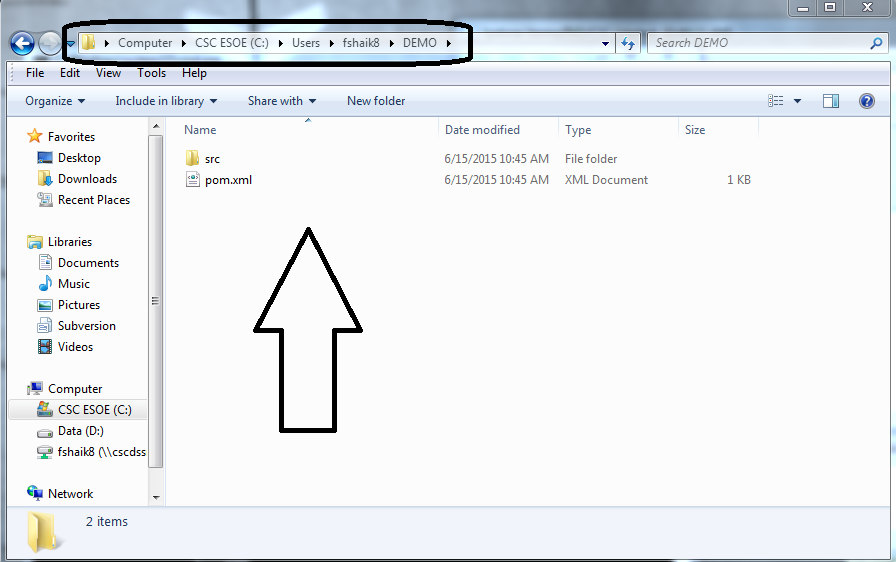 Computer CSC ESOE (C:) Users fshaik8 DEMO
Search DEMO
File Edit View Tools Help
Organize Include in library Share with New folder
Name Date modified Type Size
src 6/15/2015 10:45 AM File folder
pom.xml 6/15/2015 10:45 AM XML Document 1 KB
Favorites
Desktop
Downloads
Recent Places
Libraries
Documents
Music
Pictures
Subversion
Videos
Computer
CSC ESOE (C:)
Data (D:)
fshaik8 (\\cscdss
Network
2 items